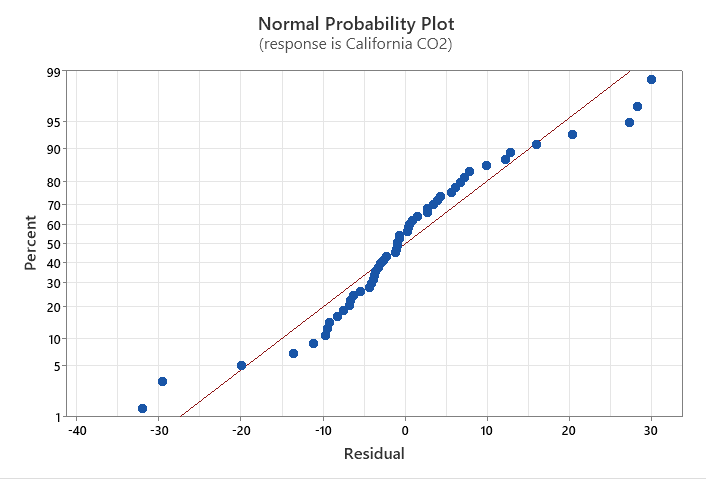 Normal Probability Plot
(response is California CO2)
99
95
90
80
70
60
50
40
30
20
10
5
1
Percent
-40 -30 -20 -10 0 10 20 30
Residual